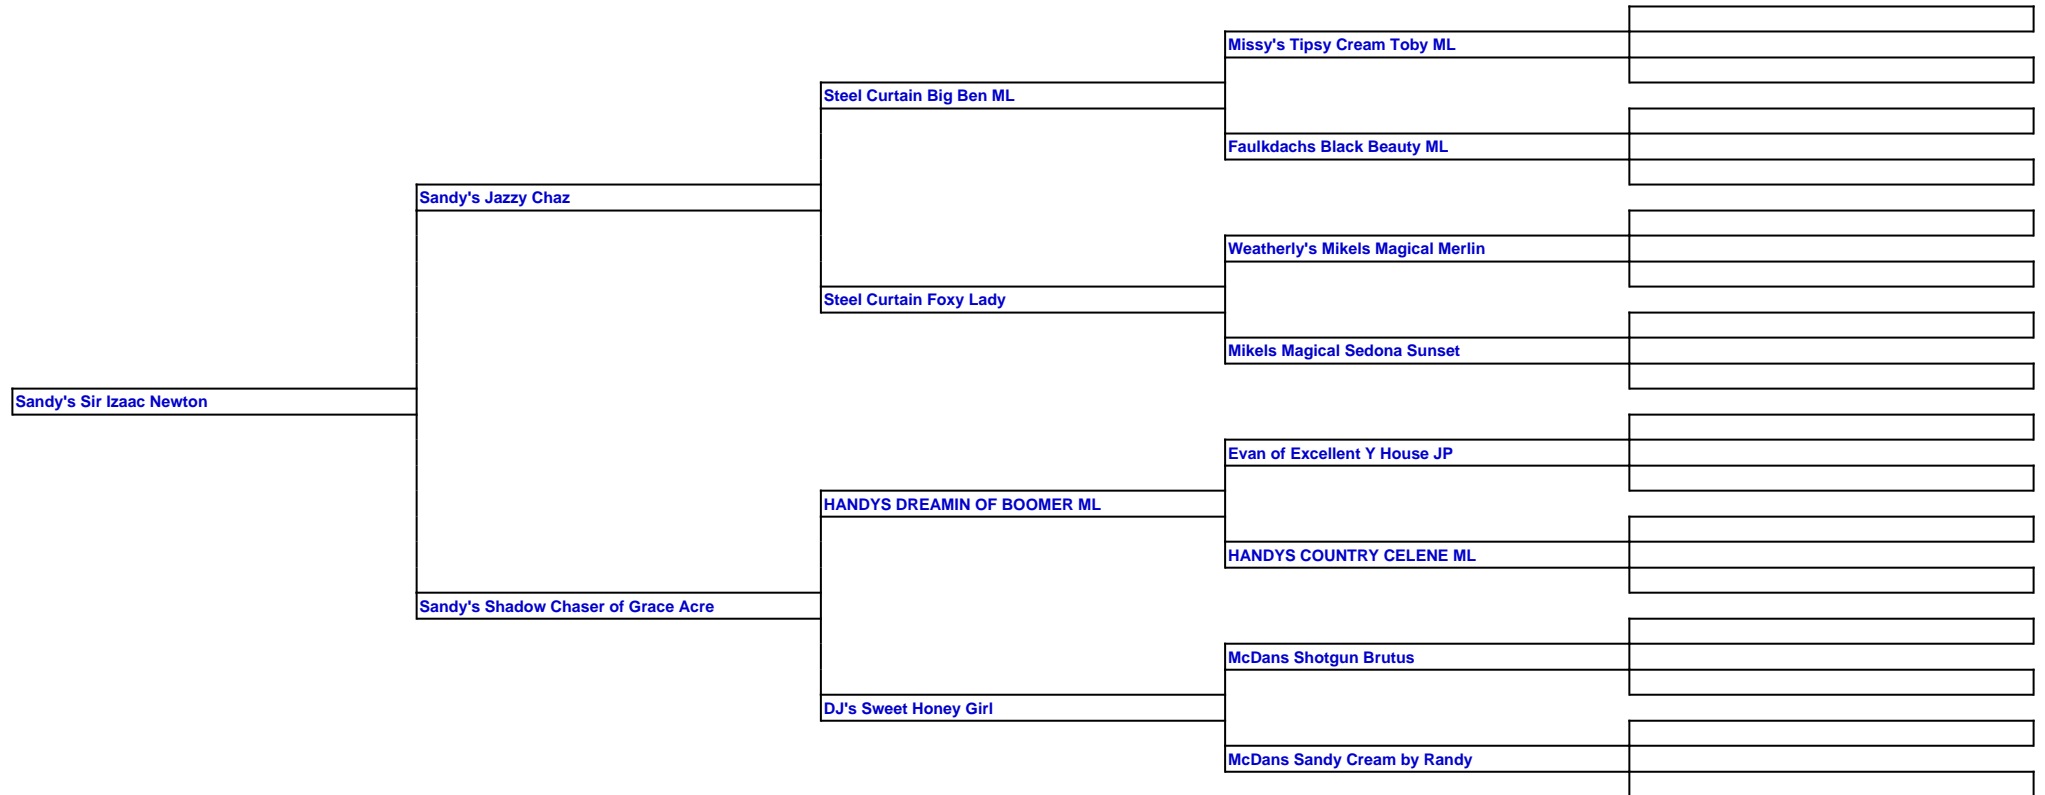 Missy's Tipsy Cream Toby ML
Steel Curtain Big Ben ML
Faulkdachs Black Beauty ML
Sandy's Jazzy Chaz
Weatherly's Mikels Magical Merlin
Steel Curtain Foxy Lady
Mikels Magical Sedona Sunset
Sandy's Sir Izaac Newton
Evan of Excellent Y House JP
HANDYS DREAMIN OF BOOMER ML
HANDYS COUNTRY CELENE ML
Sandy's Shadow Chaser of Grace Acre
McDans Shotgun Brutus
DJ's Sweet Honey Girl
McDans Sandy Cream by Randy